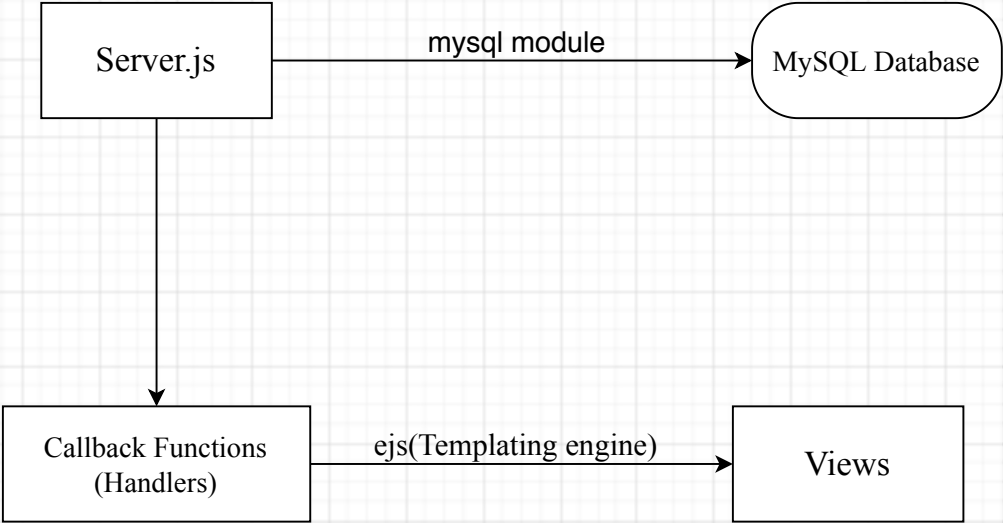 Server.js
mysql module
MySQL Database
Callback Functions
(Handlers)
ejs(Templating engine)
Views